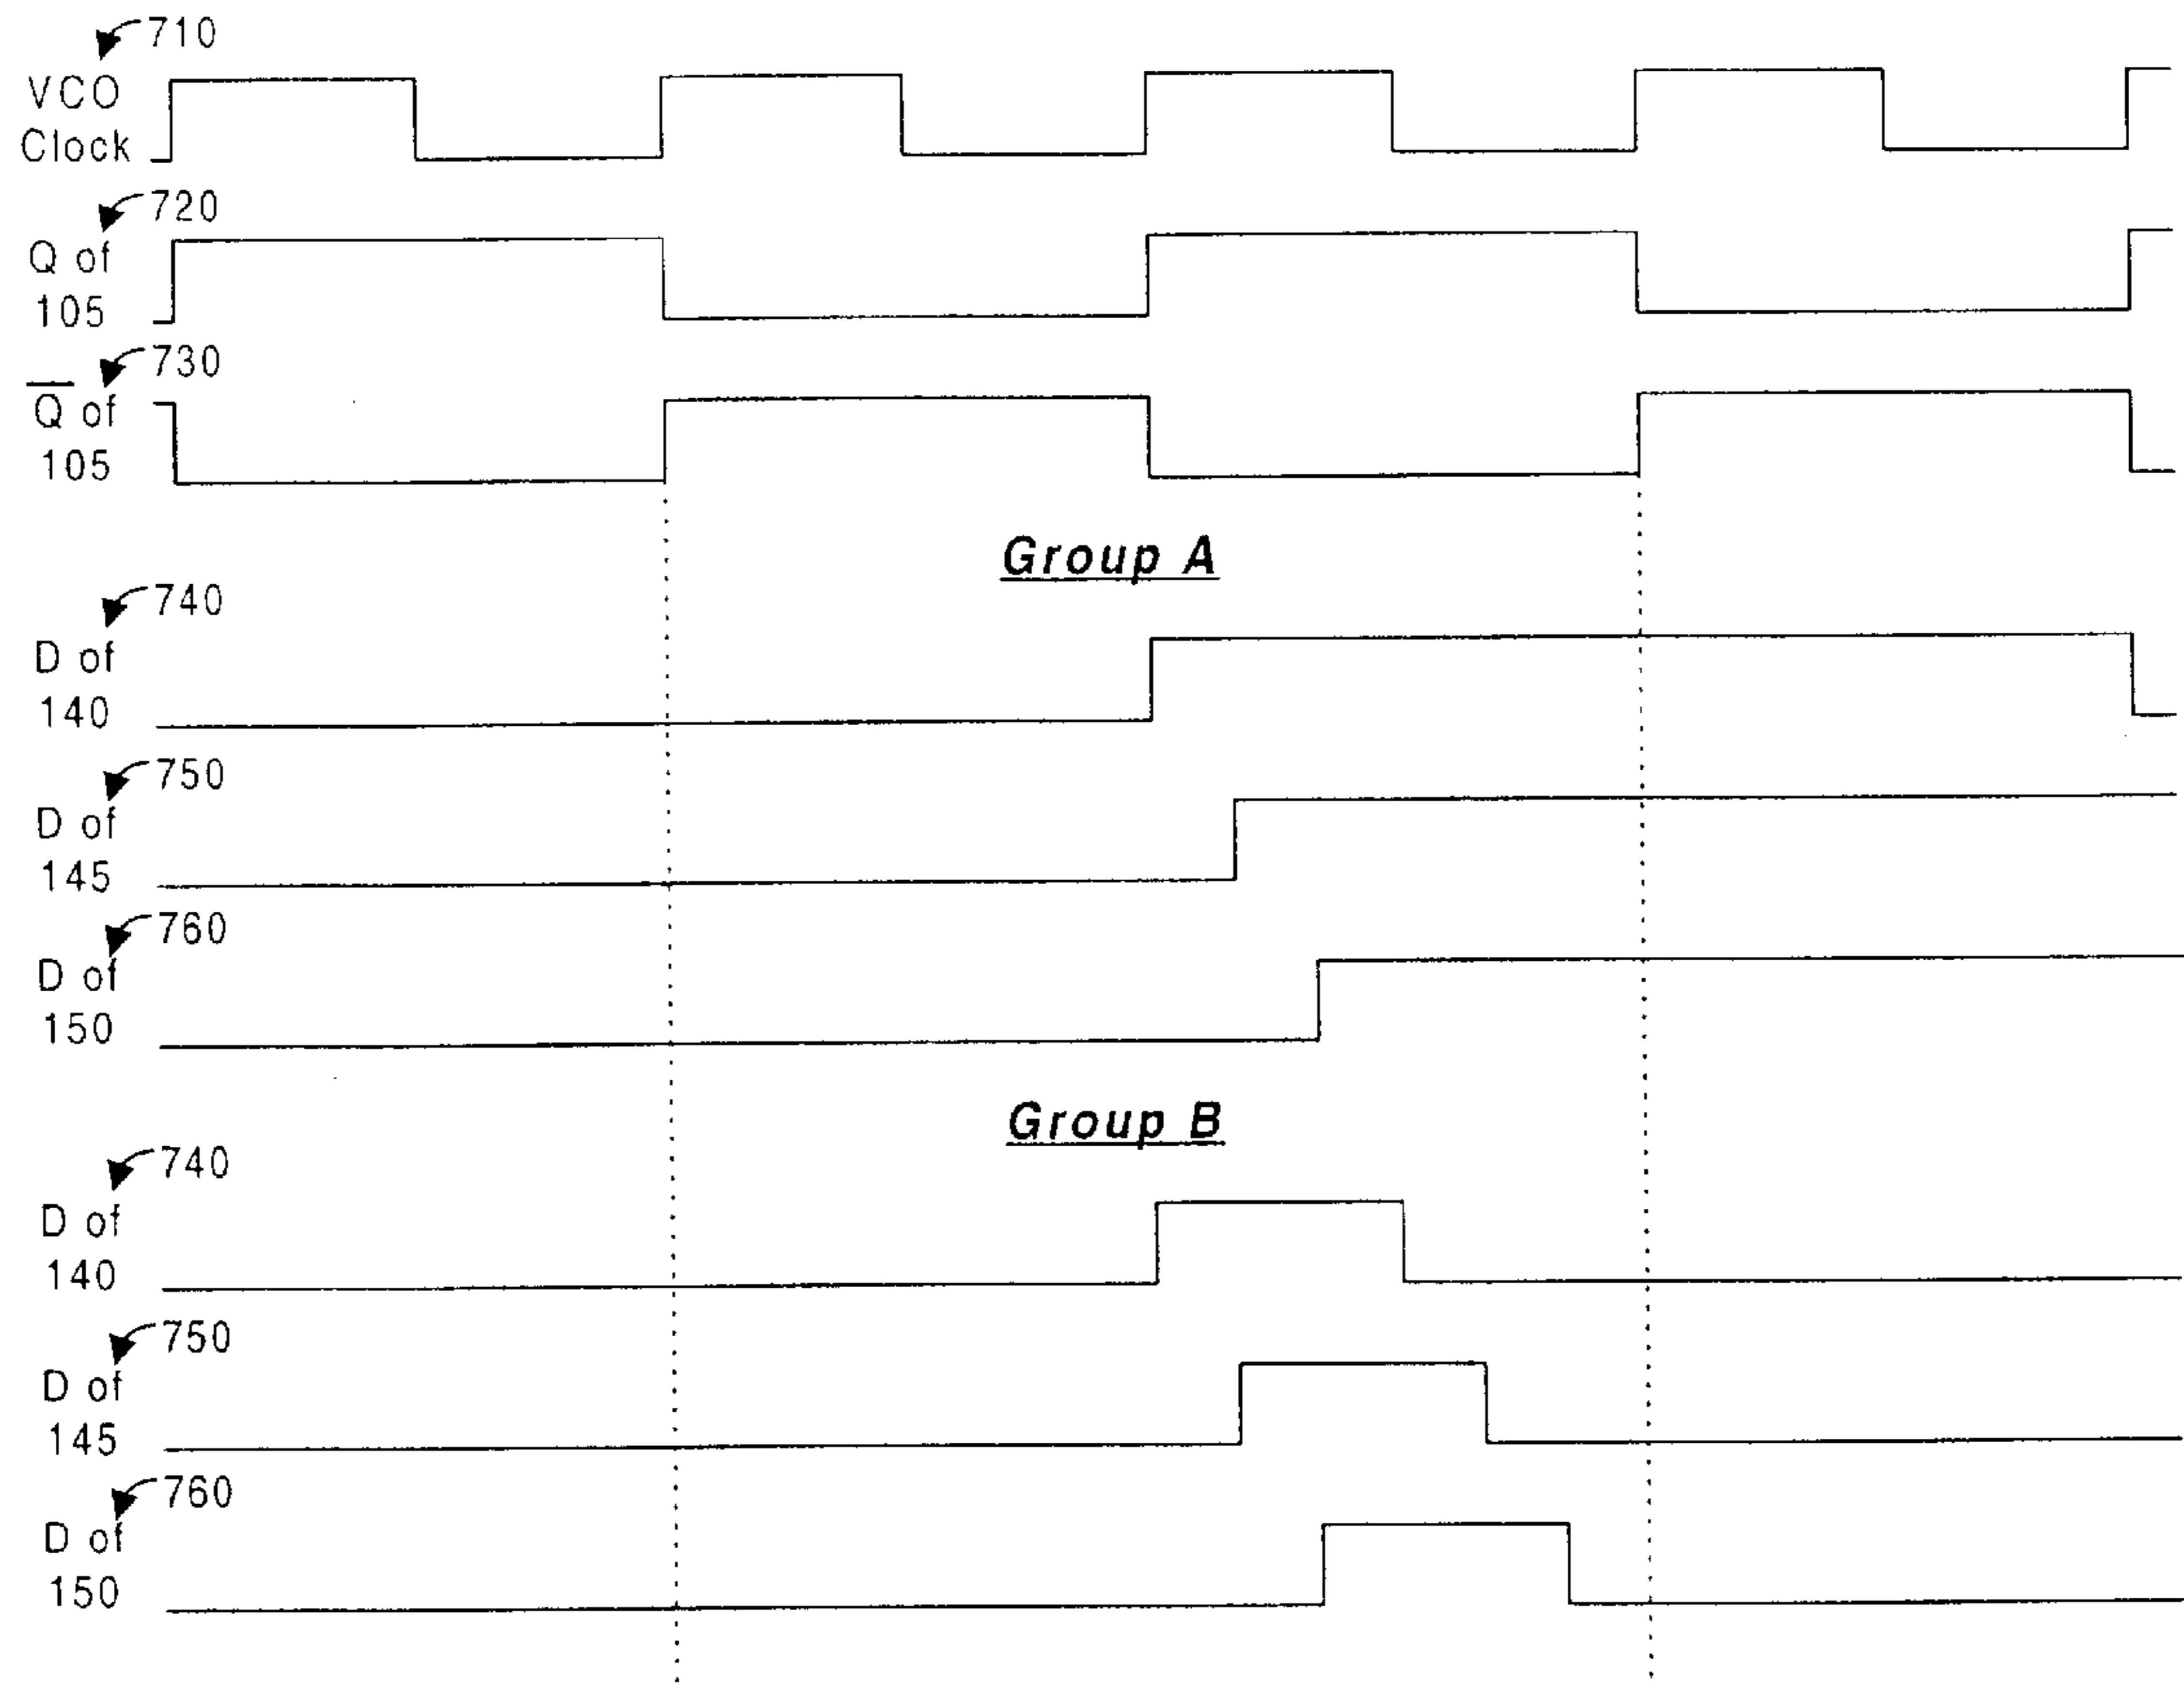 710
VCO
Clock
720
Q of
105
730
Q̅ of
105
Group A
740
D of
140
750
D of
145
760
D of
150
Group B
740
D of
140
750
D of
145
760
D of
150